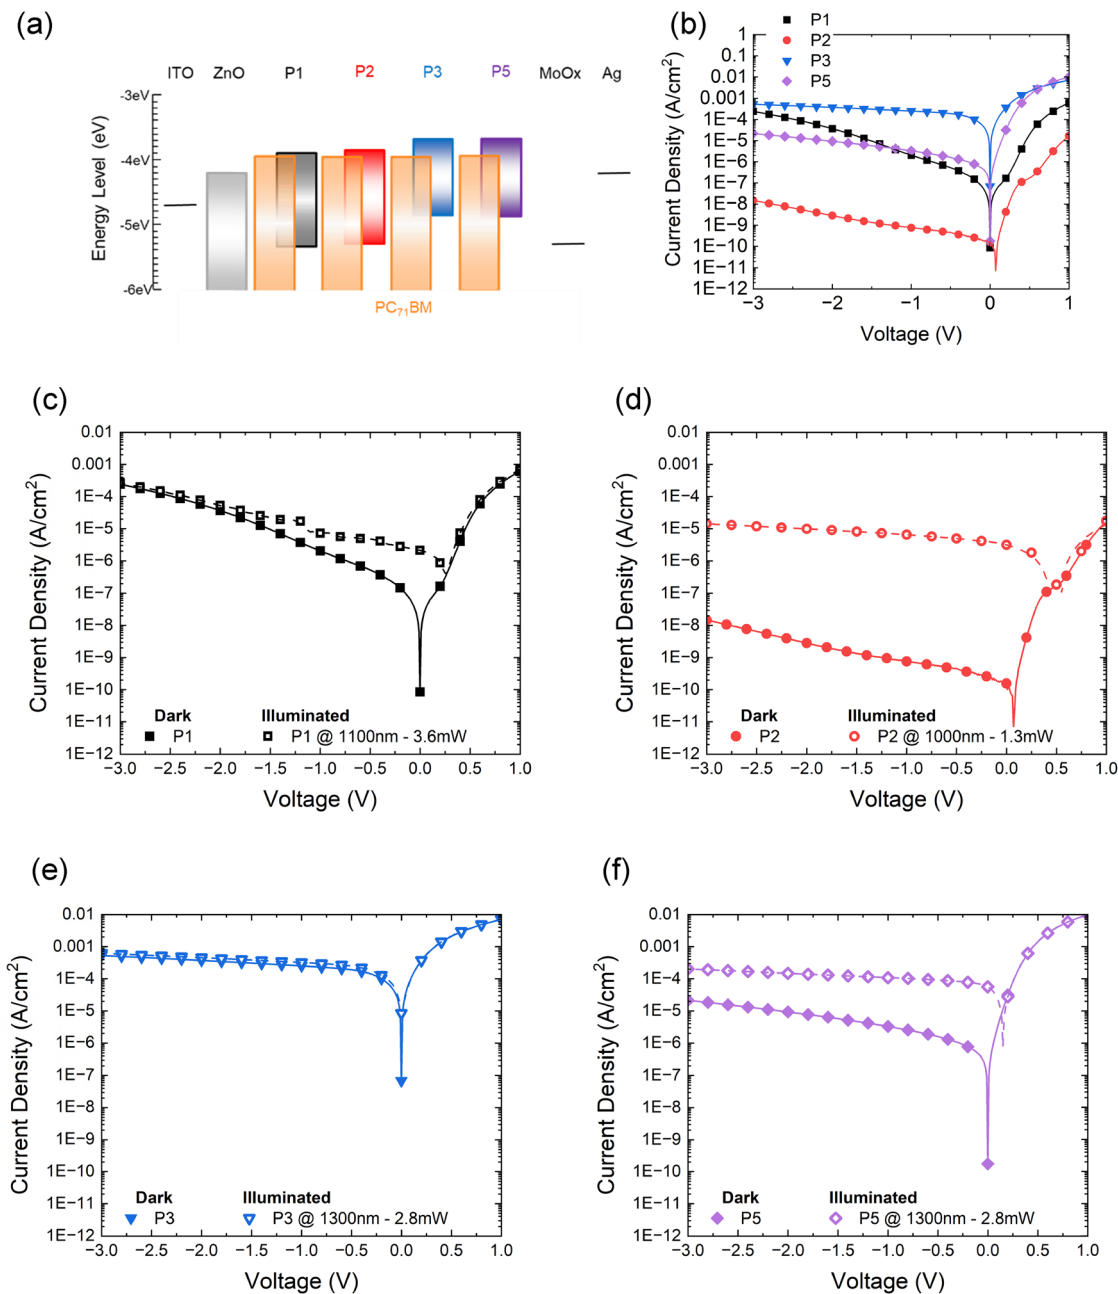 (a)
ITO ZnO P1 P2 P3 P5 MoOx Ag
Energy Level (eV)
-3eV
-4eV
-5eV
-6eV
PC71BM
(b)
P1
P2
P3
P5
Current Density (A/cm2)
1
0.1
0.01
0.001
1E-4
1E-5
1E-6
1E-7
1E-8
1E-9
1E-10
1E-11
1E-12
−3 −2 −1 0 1
Voltage (V)
(c)
Current Density (A/cm2)
0.01
0.001
1E-4
1E-5
1E-6
1E-7
1E-8
1E-9
1E-10
1E-11
1E-12
Dark Illuminated
P1 P1 @ 1100nm - 3.6mW
−3.0 −2.5 −2.0 −1.5 −1.0 −0.5 0.0 0.5 1.0
Voltage (V)
(d)
Current Density (A/cm2)
0.01
0.001
1E-4
1E-5
1E-6
1E-7
1E-8
1E-9
1E-10
1E-11
1E-12
Dark Illuminated
P2 P2 @ 1000nm - 1.3mW
−3.0 −2.5 −2.0 −1.5 −1.0 −0.5 0.0 0.5 1.0
Voltage (V)
(e)
Current Density (A/cm2)
0.01
0.001
1E-4
1E-5
1E-6
1E-7
1E-8
1E-9
1E-10
1E-11
1E-12
Dark Illuminated
P3 P3 @ 1300nm - 2.8mW
−3.0 −2.5 −2.0 −1.5 −1.0 −0.5 0.0 0.5 1.0
Voltage (V)
(f)
Current Density (A/cm2)
0.01
0.001
1E-4
1E-5
1E-6
1E-7
1E-8
1E-9
1E-10
1E-11
1E-12
Dark Illuminated
P5 P5 @ 1300nm - 2.8mW
−3.0 −2.5 −2.0 −1.5 −1.0 −0.5 0.0 0.5 1.0
Voltage (V)